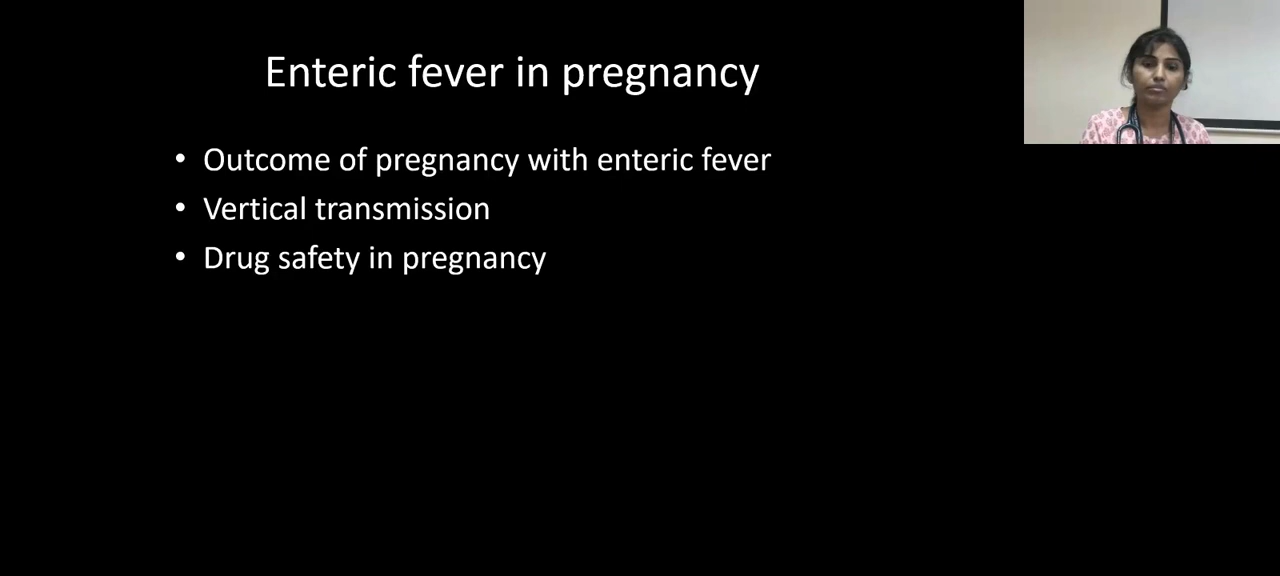 Enteric fever in pregnancy
• Outcome of pregnancy with enteric fever
• Vertical transmission
• Drug safety in pregnancy